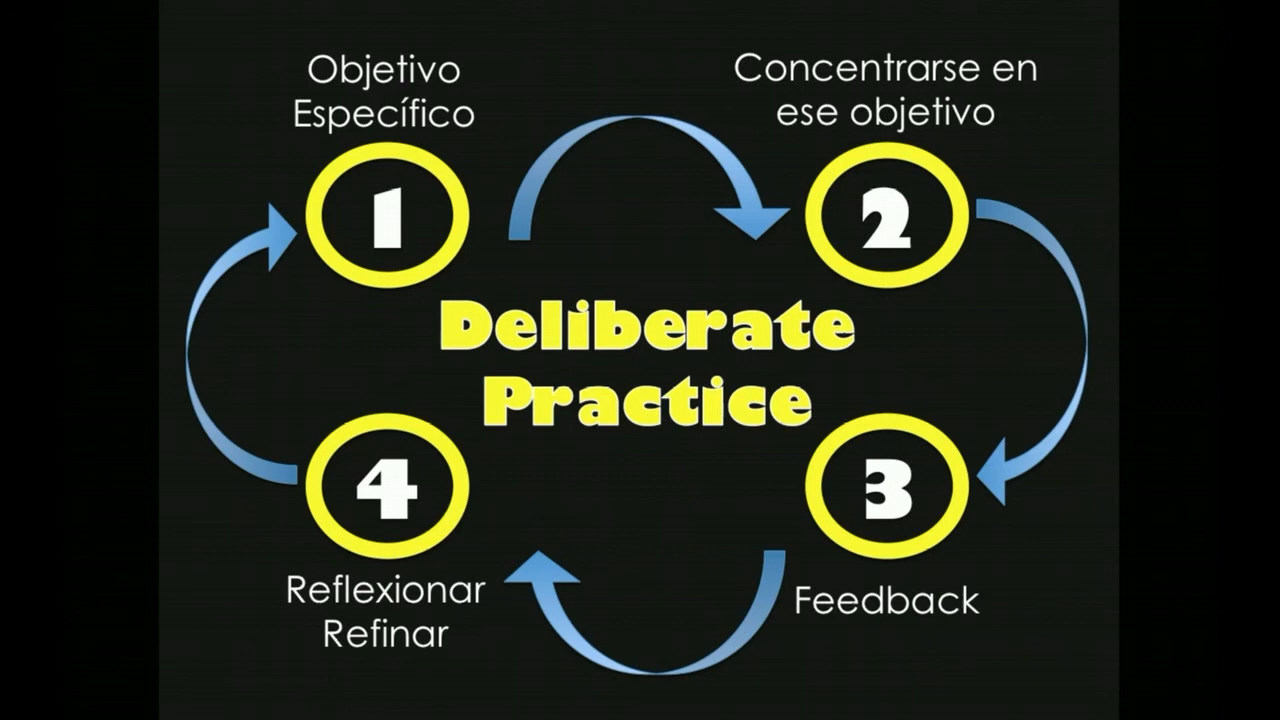 Objetivo
Específico
1
Concentrarse en
ese objetivo
2
Deliberate
Practice
4
Reflexionar
Refinar
3
Feedback